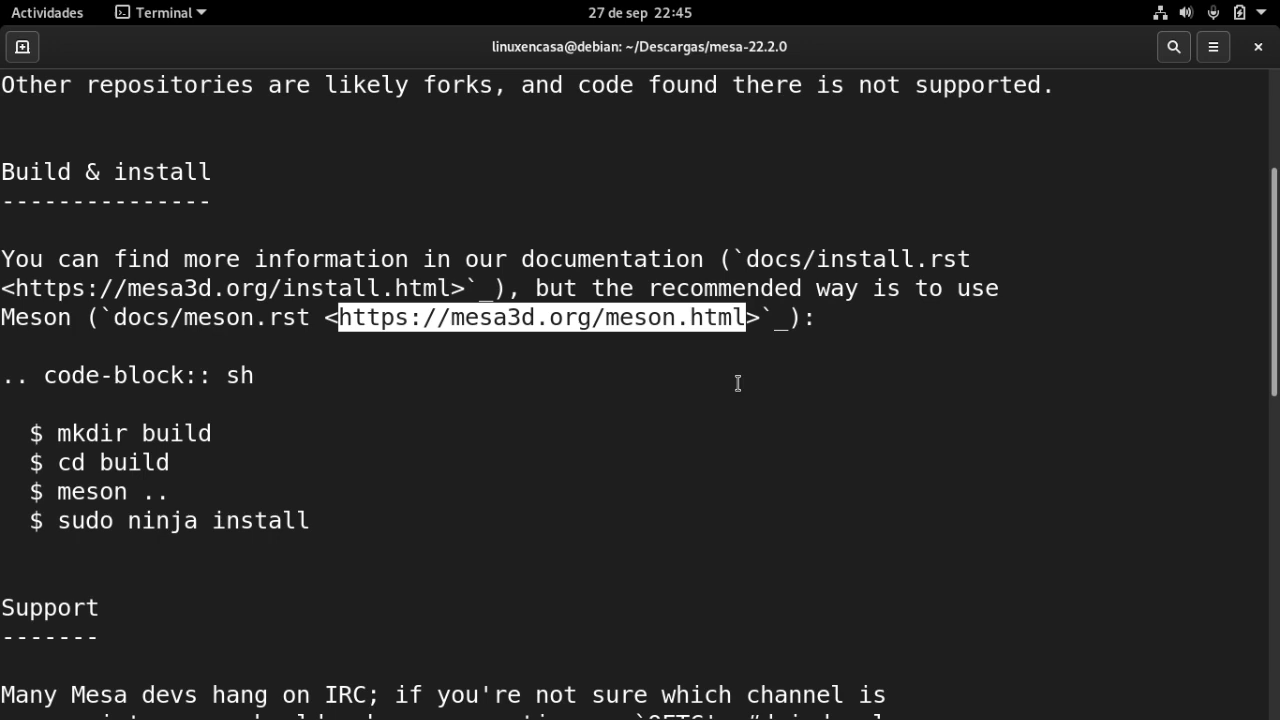 Actividades Terminal 27 de sep 22:45
linuxencasa@debian: ~/Descargas/mesa-22.2.0
Other repositories are likely forks, and code found there is not supported.
Build & install
---------------
You can find more information in our documentation (`docs/install.rst
<https://mesa3d.org/install.html>`_), but the recommended way is to use
Meson (`docs/meson.rst <https://mesa3d.org/meson.html>`_):
.. code-block:: sh
$ mkdir build
$ cd build
$ meson ..
$ sudo ninja install
Support
-------
Many Mesa devs hang on IRC; if you're not sure which channel is